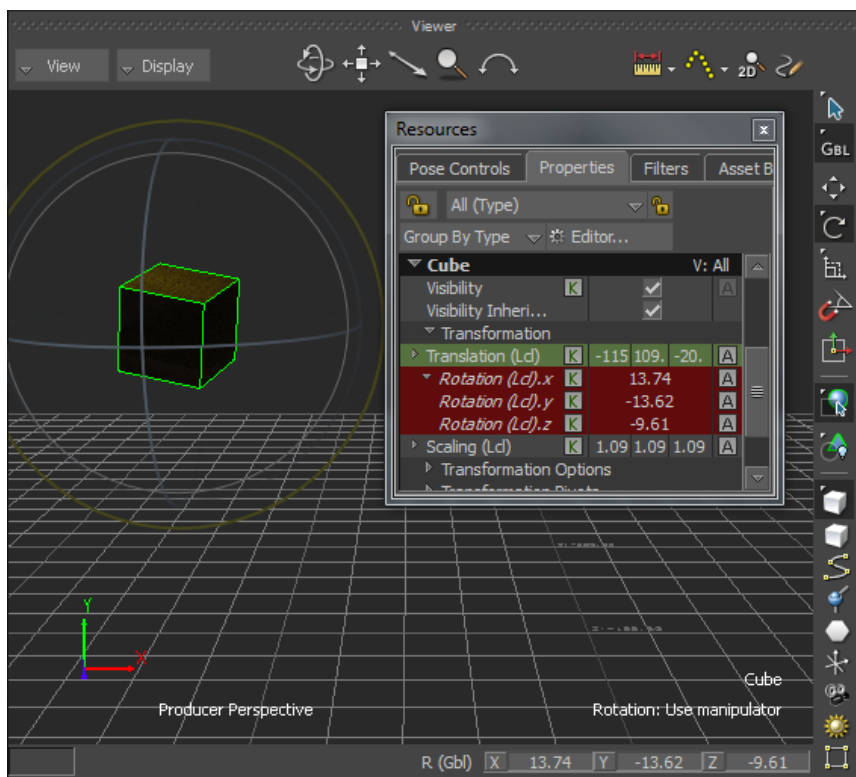 Viewer
View Display 2D
Resources
GBL
Pose Controls Properties Filters Asset B
All (Type)
Group By Type Editor...
Cube V: All
Visibility K A
Visibility Inheri...
Transformation
Translation (Lcl) K -115 109. -20. A
Rotation (Lcl).x K 13.74 A
Rotation (Lcl).y K -13.62 A
Rotation (Lcl).z K -9.61 A
Scaling (Lcl) K 1.09 1.09 1.09 A
Transformation Options
Transformation Pivots
Y
X
Cube
Producer Perspective Rotation: Use manipulator
R (Gbl) X 13.74 Y -13.62 Z -9.61